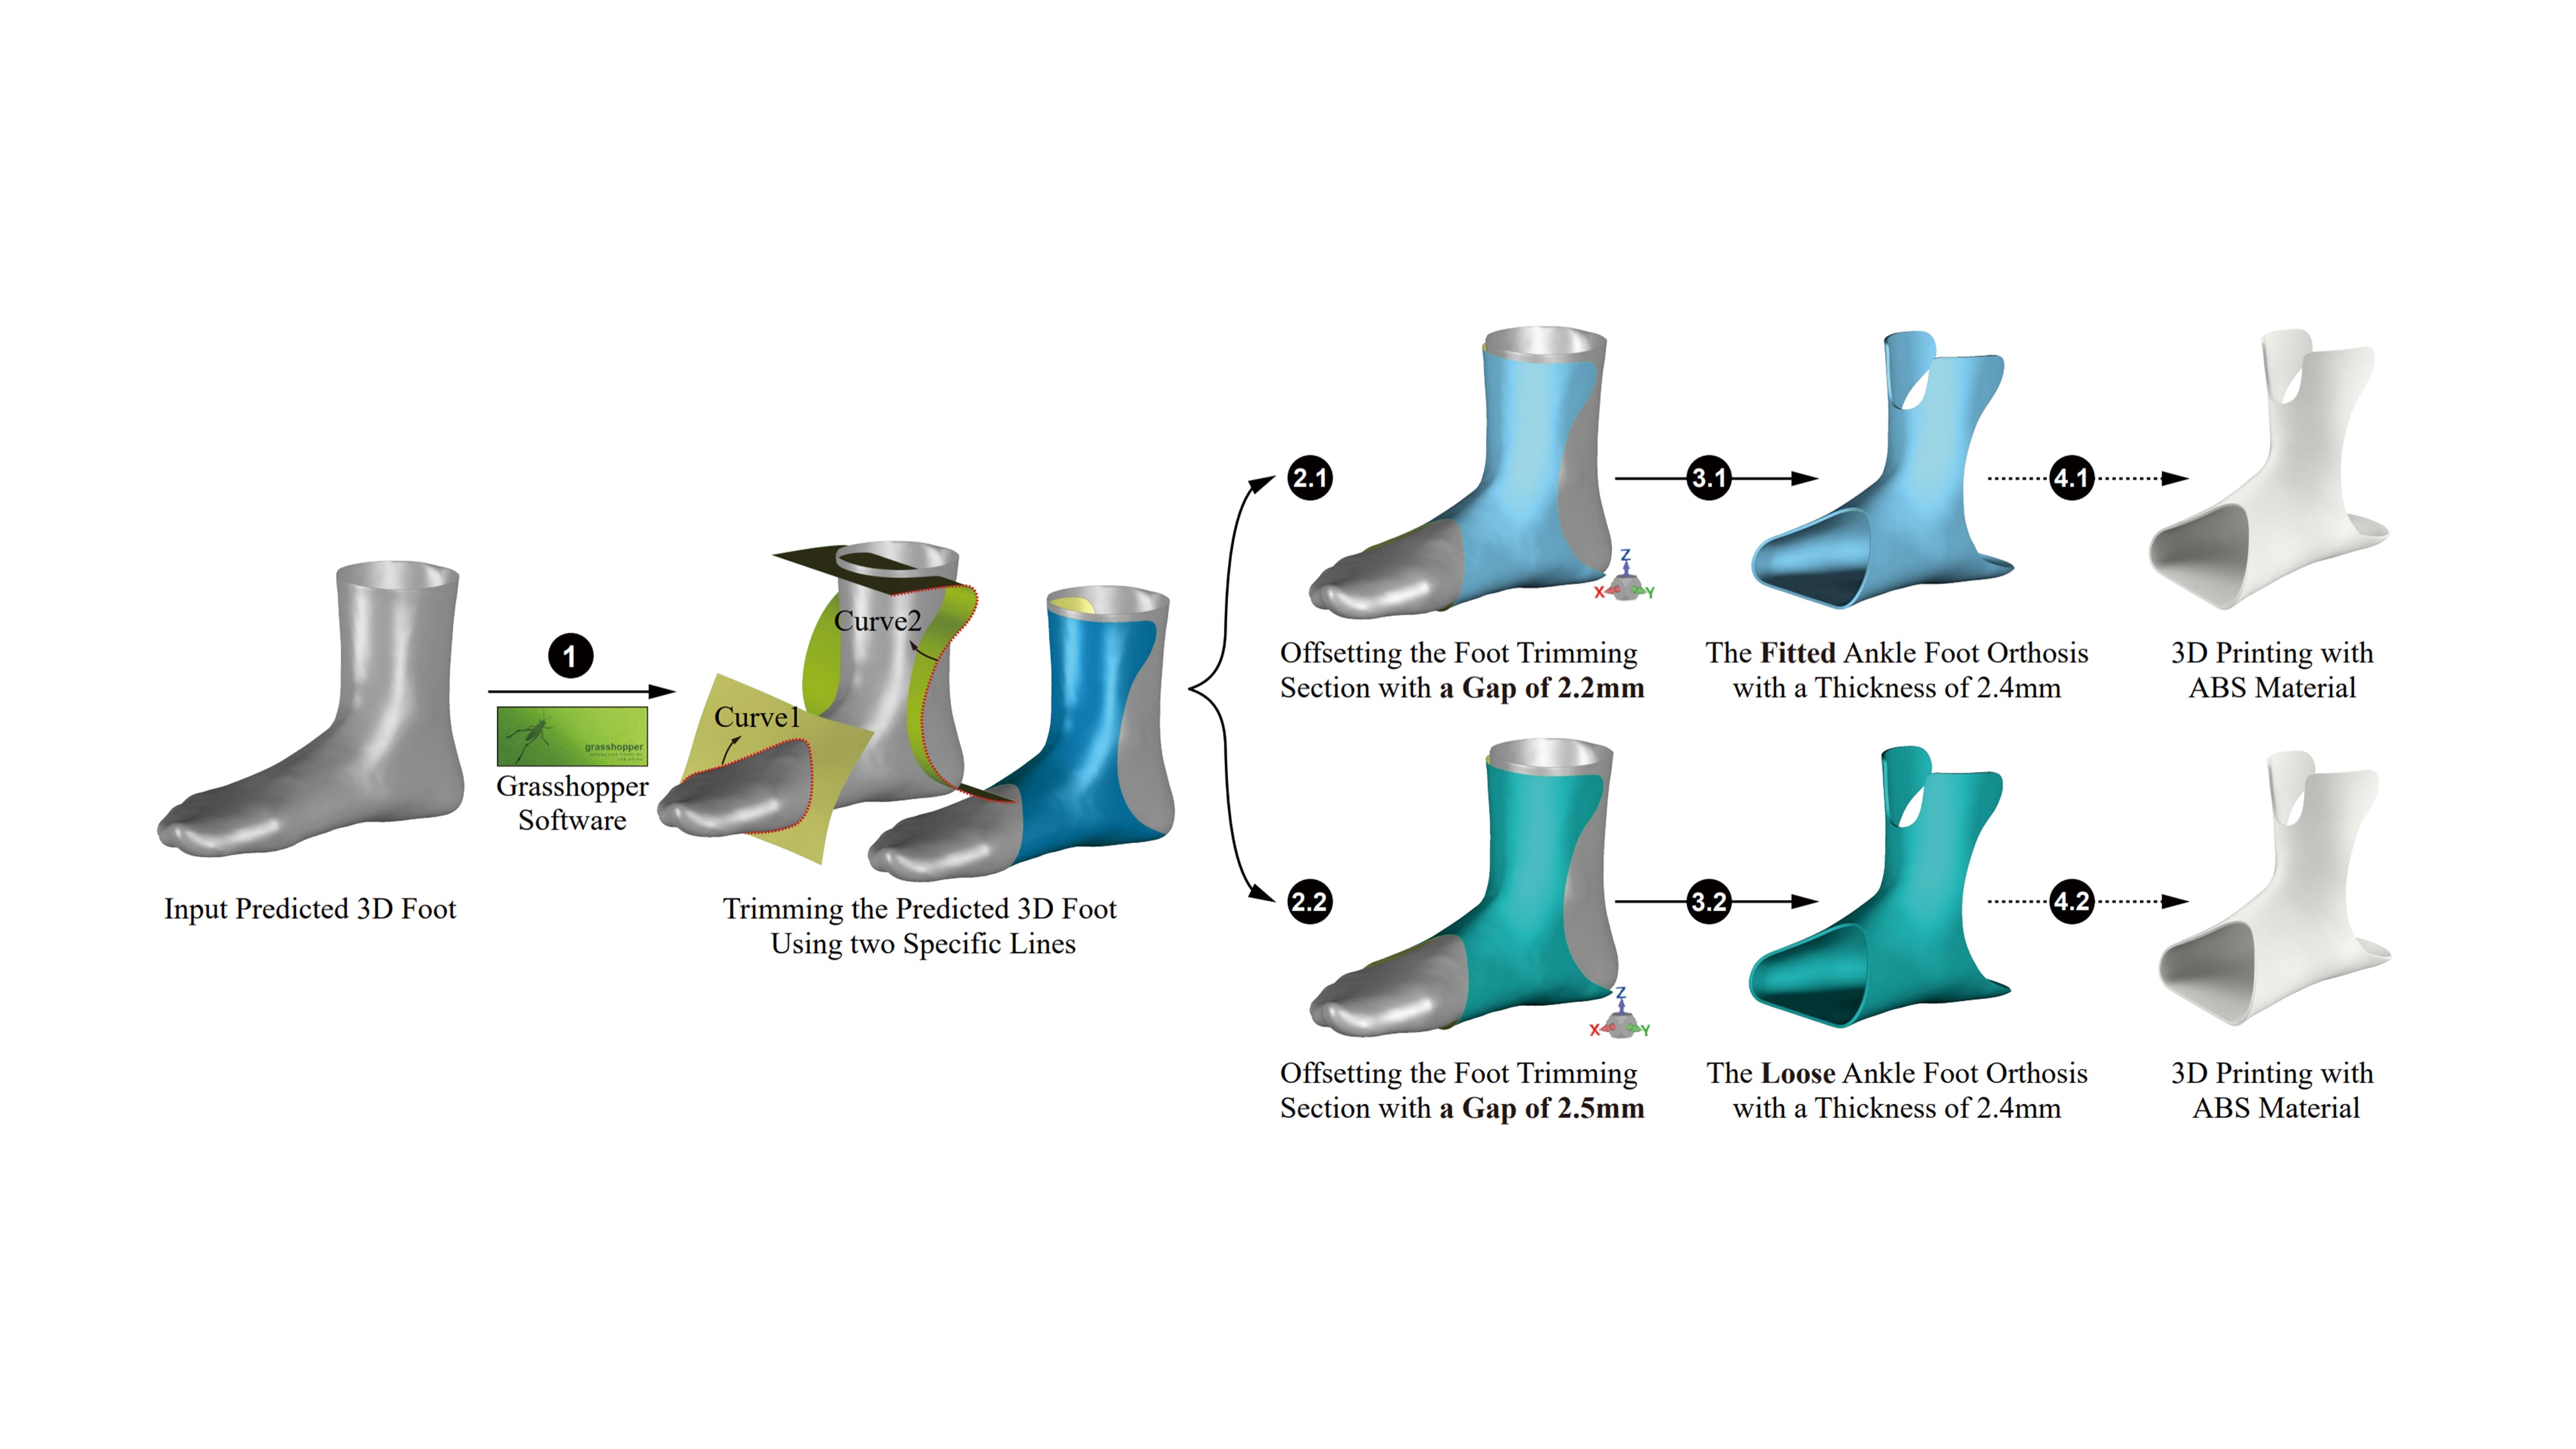 1
grasshopper
Grasshopper
Software
Input Predicted 3D Foot
Curve1
Curve2
Trimming the Predicted 3D Foot
Using two Specific Lines
2.1
Z
X
Y
Offsetting the Foot Trimming
Section with a Gap of 2.2mm
3.1
The Fitted Ankle Foot Orthosis
with a Thickness of 2.4mm
4.1
3D Printing with
ABS Material
2.2
Z
X
Y
Offsetting the Foot Trimming
Section with a Gap of 2.5mm
3.2
The Loose Ankle Foot Orthosis
with a Thickness of 2.4mm
4.2
3D Printing with
ABS Material